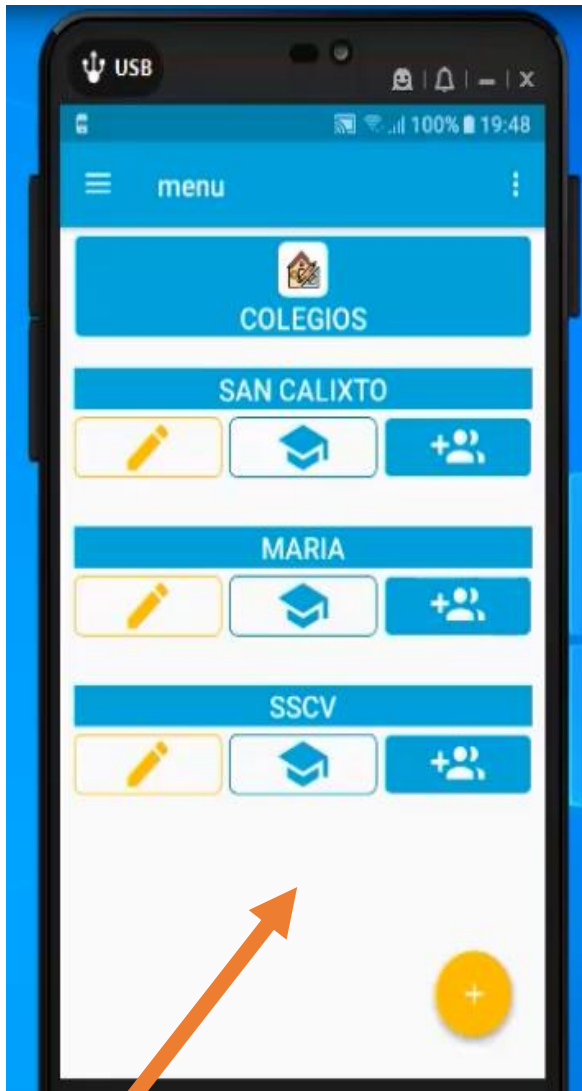 USB
100% 19:48
menu
COLEGIOS
SAN CALIXTO
MARIA
SSCV